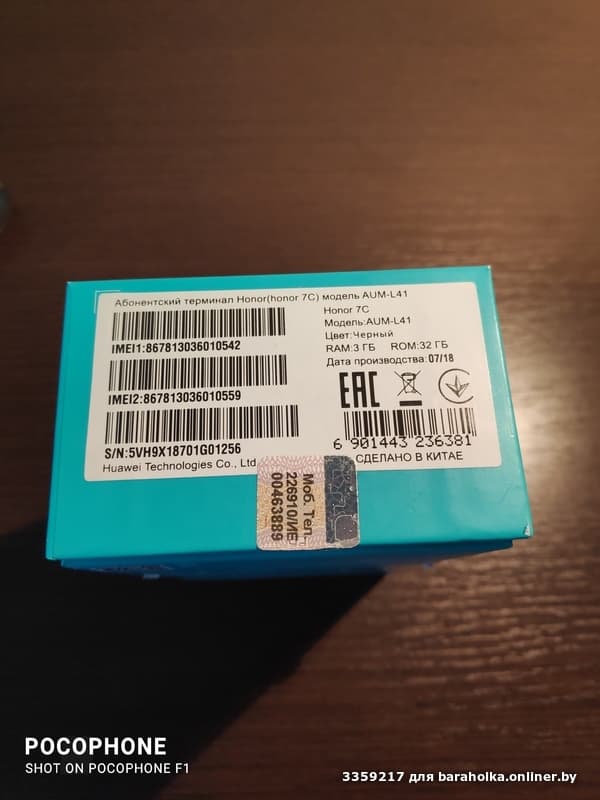 Абонентский терминал Honor(honor 7C) модель AUM-L41
IMEI1:867813036010542
IMEI2:867813036010559
S/N:5VH9X18701G01256
Huawei Technologies Co., Ltd
Honor 7C
Модель:AUM-L41
Цвет:Черный
RAM:3 ГБ ROM:32 ГБ
Дата производства:07/18
EAC
6 901443 236381
СДЕЛАНО В КИТАЕ
Моб. Тел.
226910/ИЕ
00463889
POCOPHONE
SHOT ON POCOPHONE F1
3359217 для baraholka.onliner.by